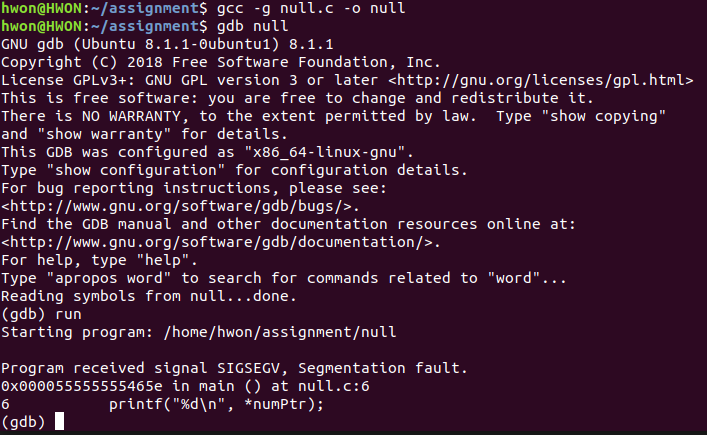 hwon@HWON:~/assignment$ gcc -g null.c -o null
hwon@HWON:~/assignment$ gdb null
GNU gdb (Ubuntu 8.1.1-0ubuntu1) 8.1.1
Copyright (C) 2018 Free Software Foundation, Inc.
License GPLv3+: GNU GPL version 3 or later <http://gnu.org/licenses/gpl.html>
This is free software: you are free to change and redistribute it.
There is NO WARRANTY, to the extent permitted by law.  Type "show copying"
and "show warranty" for details.
This GDB was configured as "x86_64-linux-gnu".
Type "show configuration" for configuration details.
For bug reporting instructions, please see:
<http://www.gnu.org/software/gdb/bugs/>.
Find the GDB manual and other documentation resources online at:
<http://www.gnu.org/software/gdb/documentation/>.
For help, type "help".
Type "apropos word" to search for commands related to "word"...
Reading symbols from null...done.
(gdb) run
Starting program: /home/hwon/assignment/null

Program received signal SIGSEGV, Segmentation fault.
0x000055555555465e in main () at null.c:6
6	    printf("%d\n", *numPtr);
(gdb)